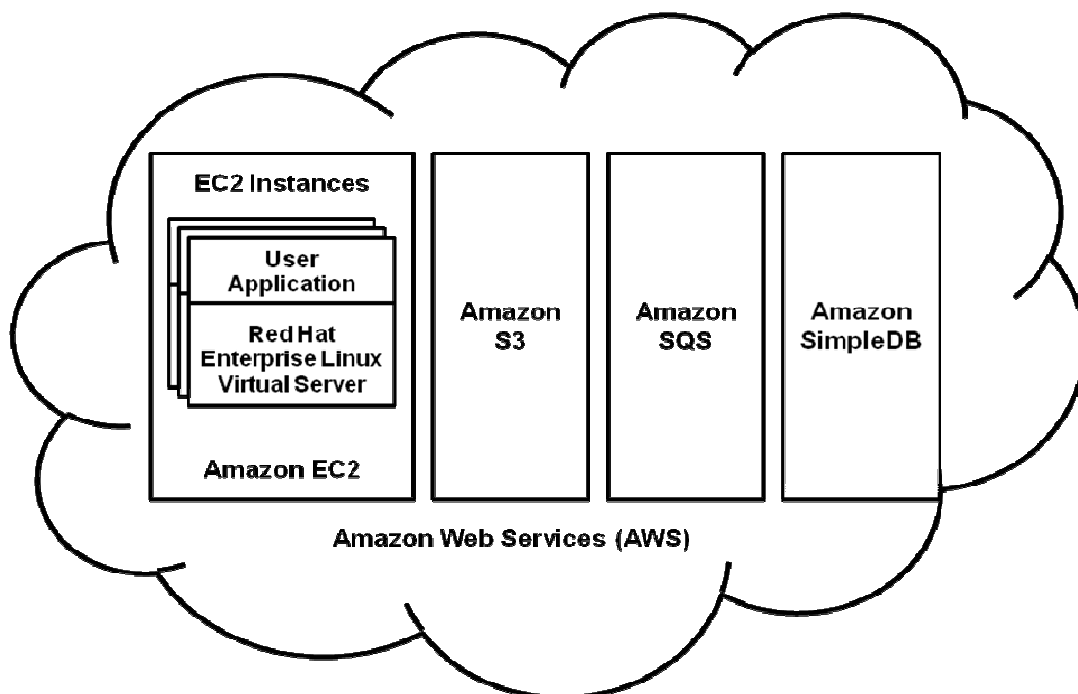 EC2 Instances
User
Application
Red Hat
Enterprise Linux
Virtual Server
Amazon EC2
Amazon
S3
Amazon
SQS
Amazon
SimpleDB
Amazon Web Services (AWS)